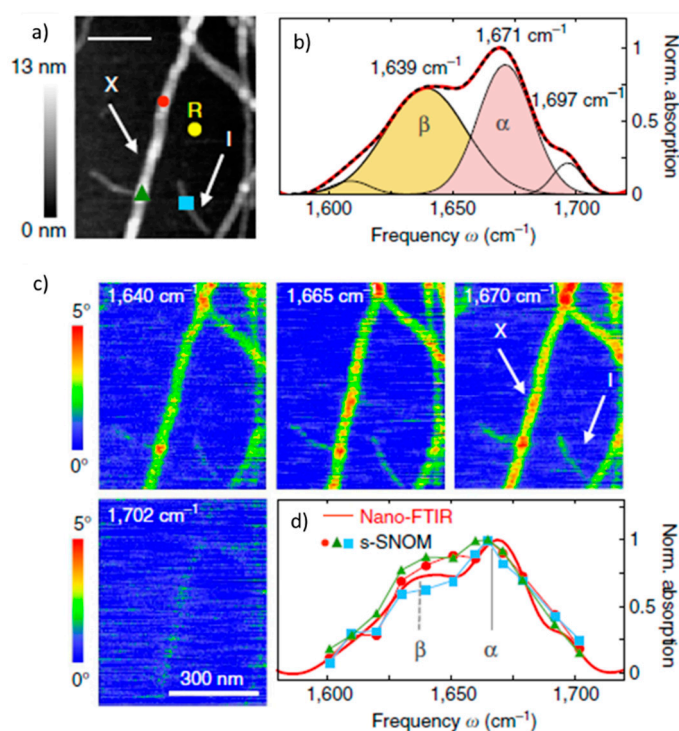 a)
13 nm
0 nm
X
R
I
b)
1,639 cm⁻¹
1,671
cm⁻¹
1,697 cm⁻¹
β
α
1
0.5
0
Norm. absorption
1,600
1,650
1,700
Frequency ω (cm⁻¹)
c)
5°
0°
1,640 cm⁻¹
1,665 cm⁻¹
1,670 cm⁻¹
X
I
5°
0°
1,702 cm⁻¹
300 nm
d)
Nano-FTIR
s-SNOM
β
α
1
0.5
0
Norm. absorption
1,600
1,650
1,700
Frequency ω (cm⁻¹)